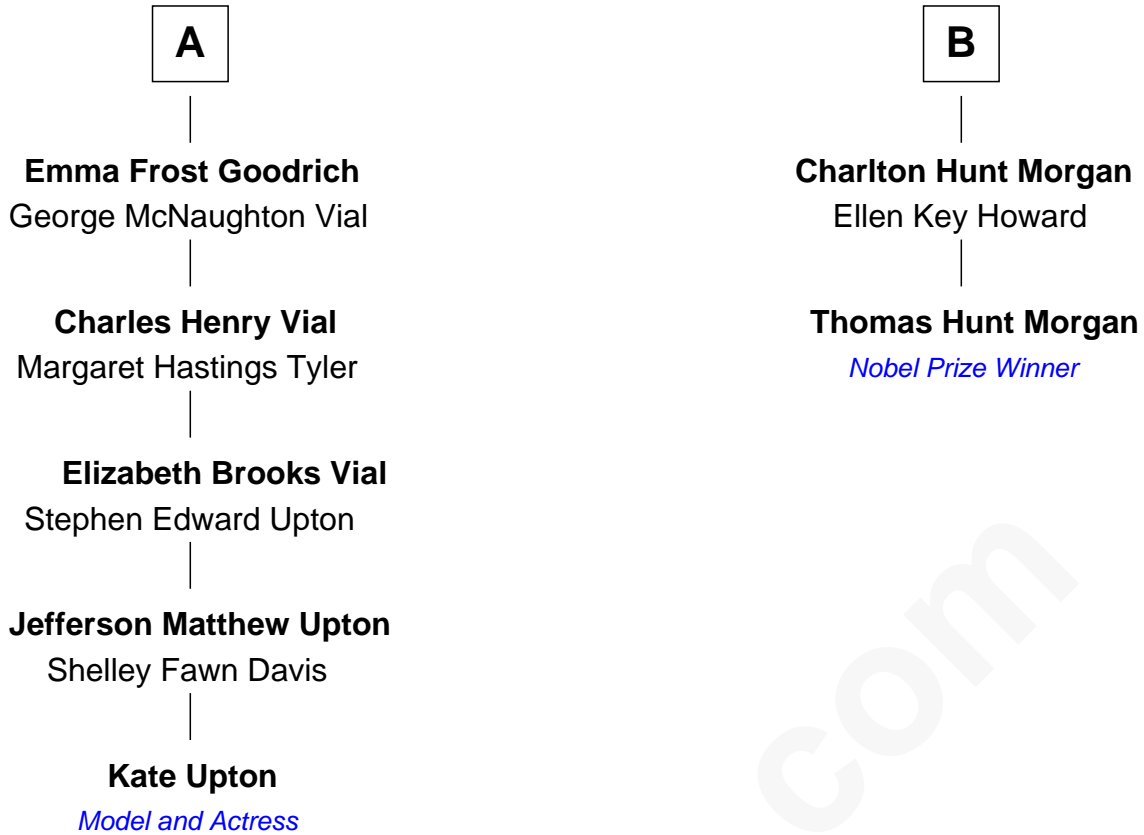 A
Emma Frost Goodrich
George McNaughton Vial
Charles Henry Vial
Margaret Hastings Tyler
Elizabeth Brooks Vial
Stephen Edward Upton
Jefferson Matthew Upton
Shelley Fawn Davis
Kate Upton
Model and Actress
B
Charlton Hunt Morgan
Ellen Key Howard
Thomas Hunt Morgan
Nobel Prize Winner
com